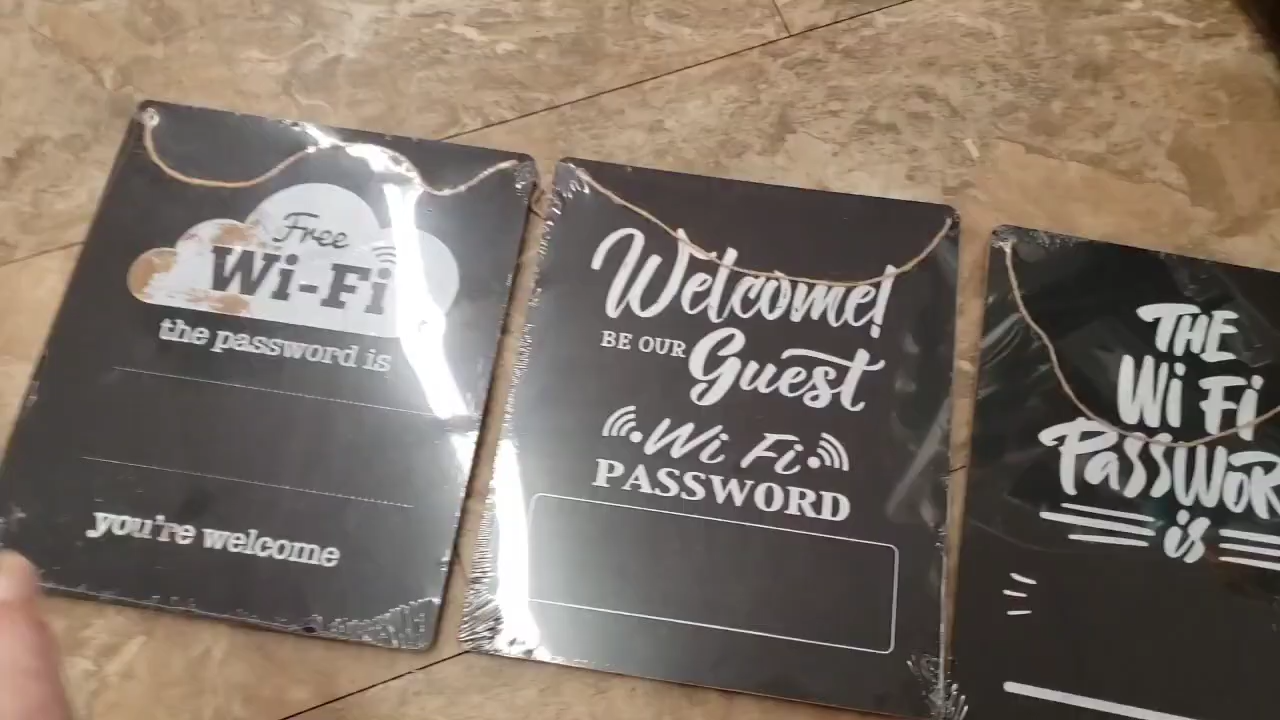 Free
Wi-Fi
the password is
you're welcome
Welcome!
BE OUR Guest
Wi Fi
PASSWORD
THE
Wi Fi
PassWor
is